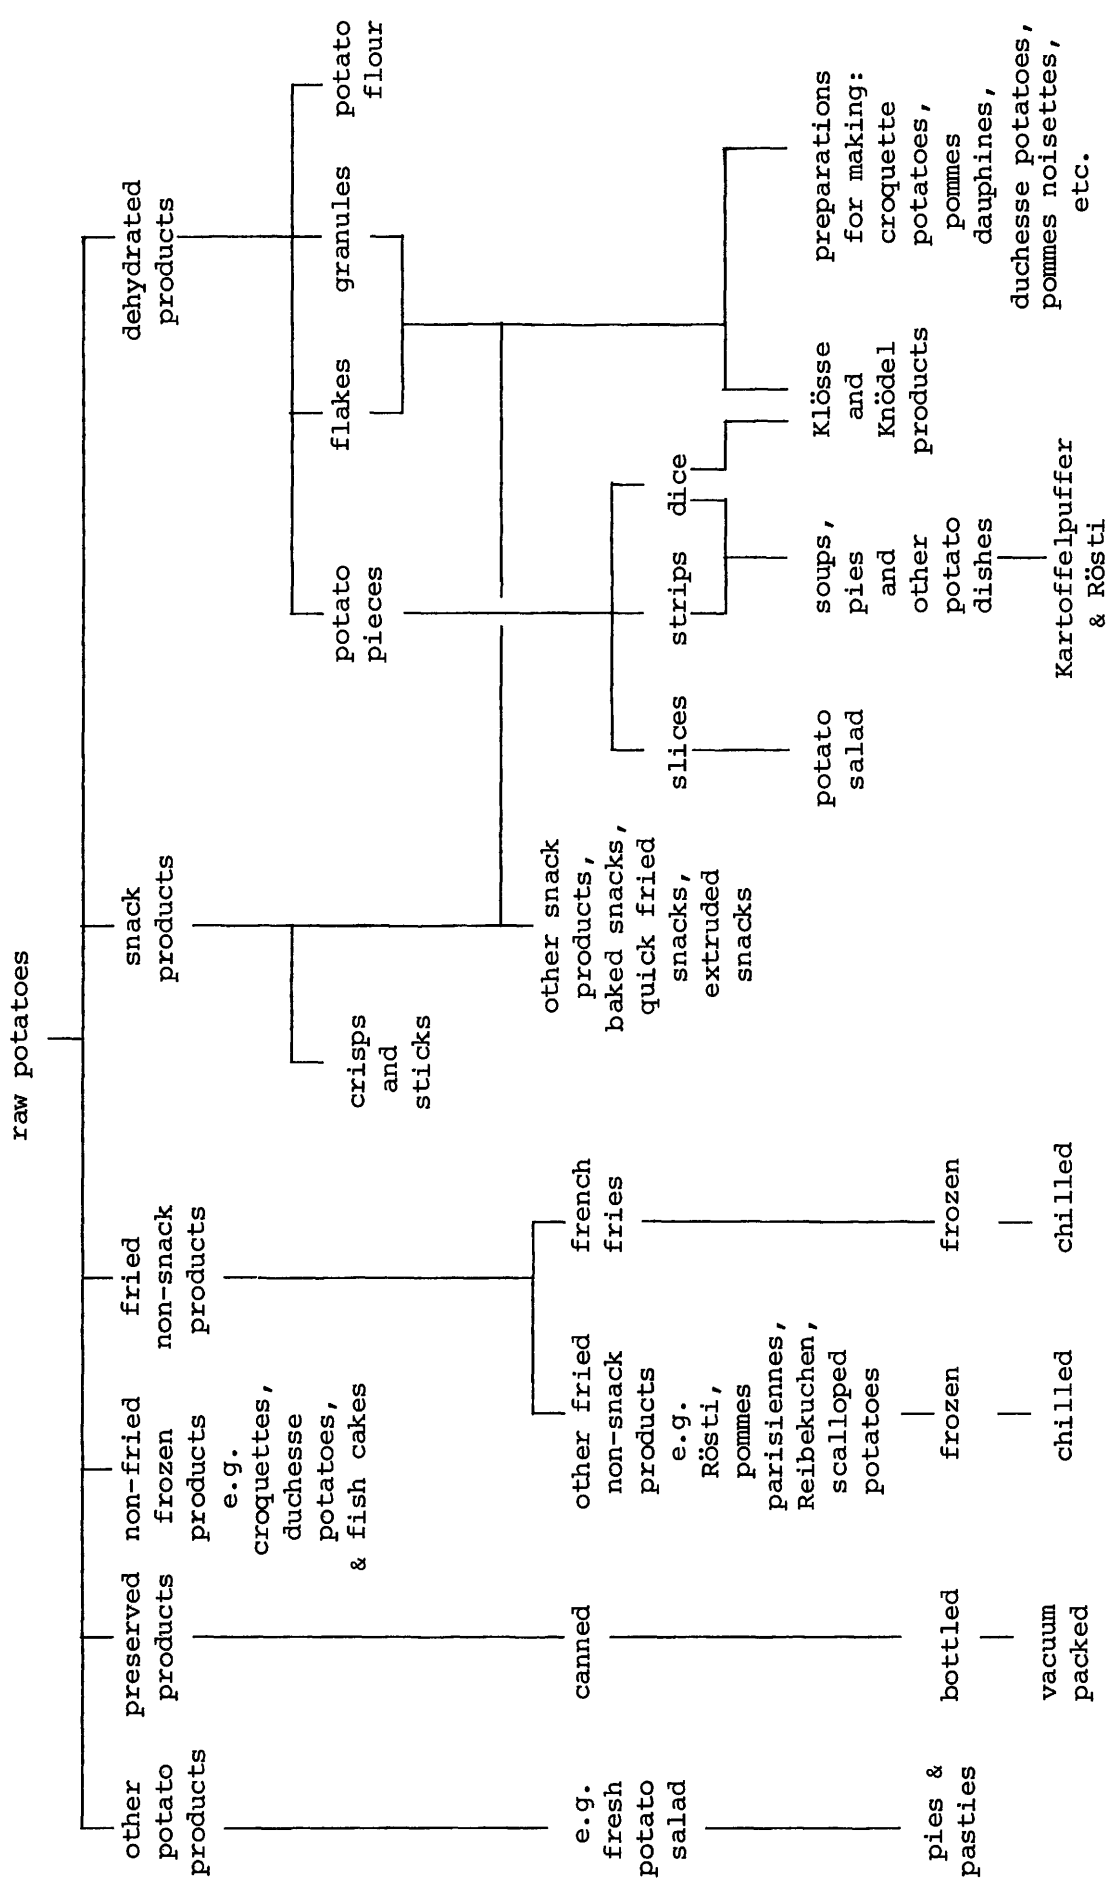 raw potatoes
other
potato
products
e.g.
fresh
potato
salad
pies &
pasties
preserved
products
canned
bottled
vacuum
packed
non-fried
frozen
products
e.g.
croquettes,
duchesse
potatoes,
& fish cakes
fried
non-snack
products
other fried
non-snack
products
e.g.
Rösti,
pommes
parisiennes,
Reibekuchen,
scalloped
potatoes
frozen
chilled
french
fries
frozen
chilled
snack
products
crisps
and
sticks
other snack
products,
baked snacks,
quick fried
snacks,
extruded
snacks
dehydrated
products
potato
pieces
flakes
granules
potato
flour
slices
strips
dice
potato
salad
soups,
pies
and
other
potato
dishes
Kartoffelpuffer
& Rösti
Klösse
and
Knödel
products
preparations
for making:
croquette
potatoes,
pommes
dauphines,
duchesse potatoes,
pommes noisettes,
etc.